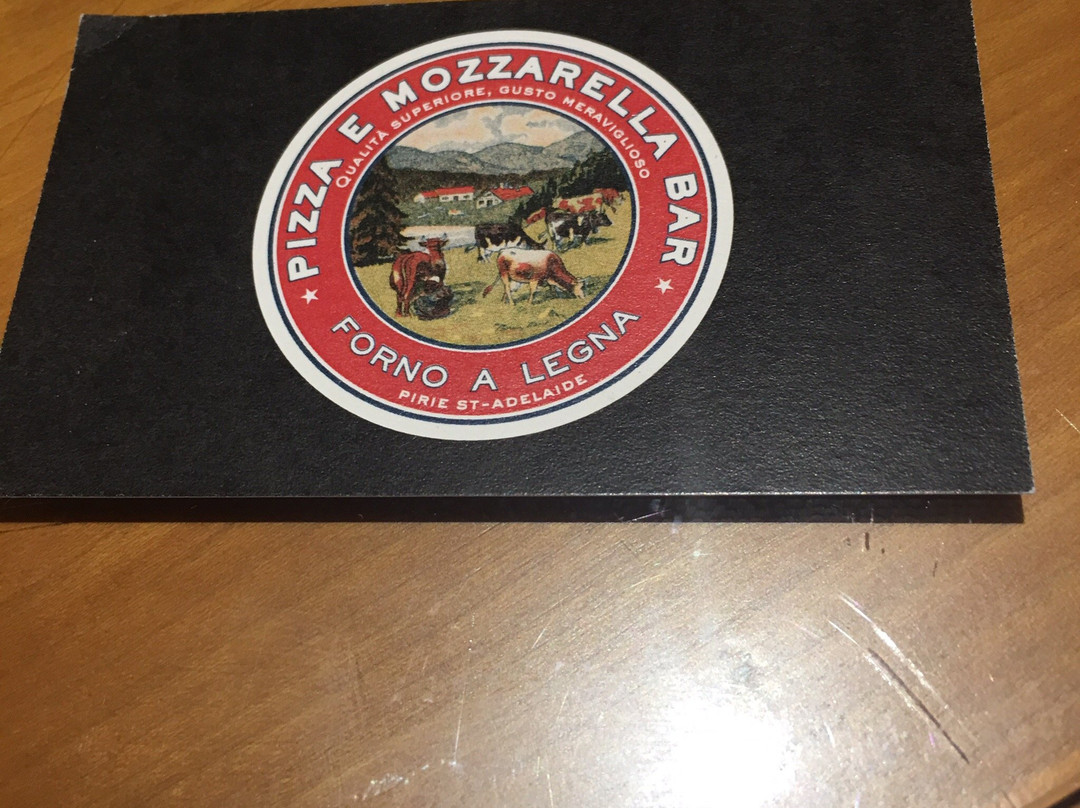 PIZZA E MOZZARELLA BAR
QUALITÀ SUPERIORE, GUSTO MERAVIGLIOSO
FORNO A LEGNA
PIRIE ST-ADELAIDE